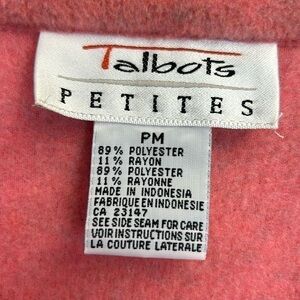 Talbots
PETITES
PM
89% POLYESTER
11% RAYON
89% POLYESTER
11% RAYONNE
MADE IN INDONESIA
FABRIQUE EN INDONESIE
CA 23147
SEE SIDE SEAM FOR CARE
VOIR INSTRUCTIONS SUR
LA COUTURE LATERALE